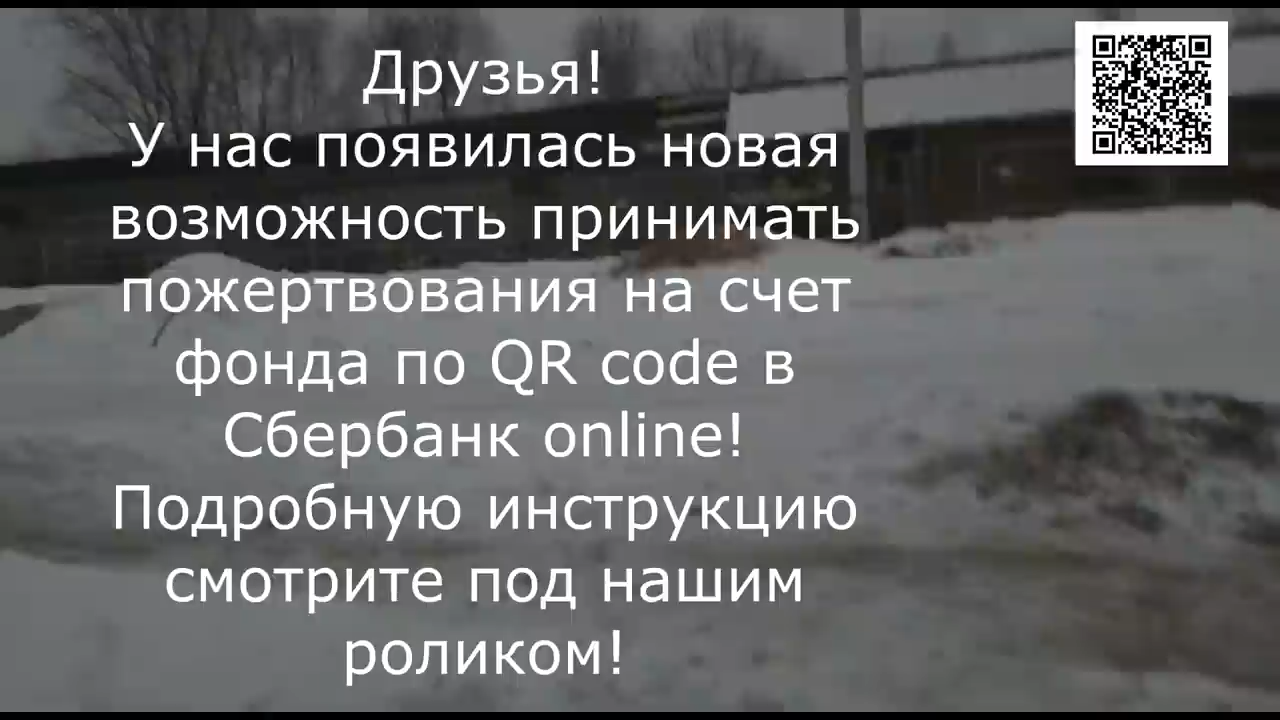 Друзья!
У нас появилась новая
возможность принимать
пожертвования на счет
фонда по QR code в
Сбербанк online!
Подробную инструкцию
смотрите под нашим
роликом!